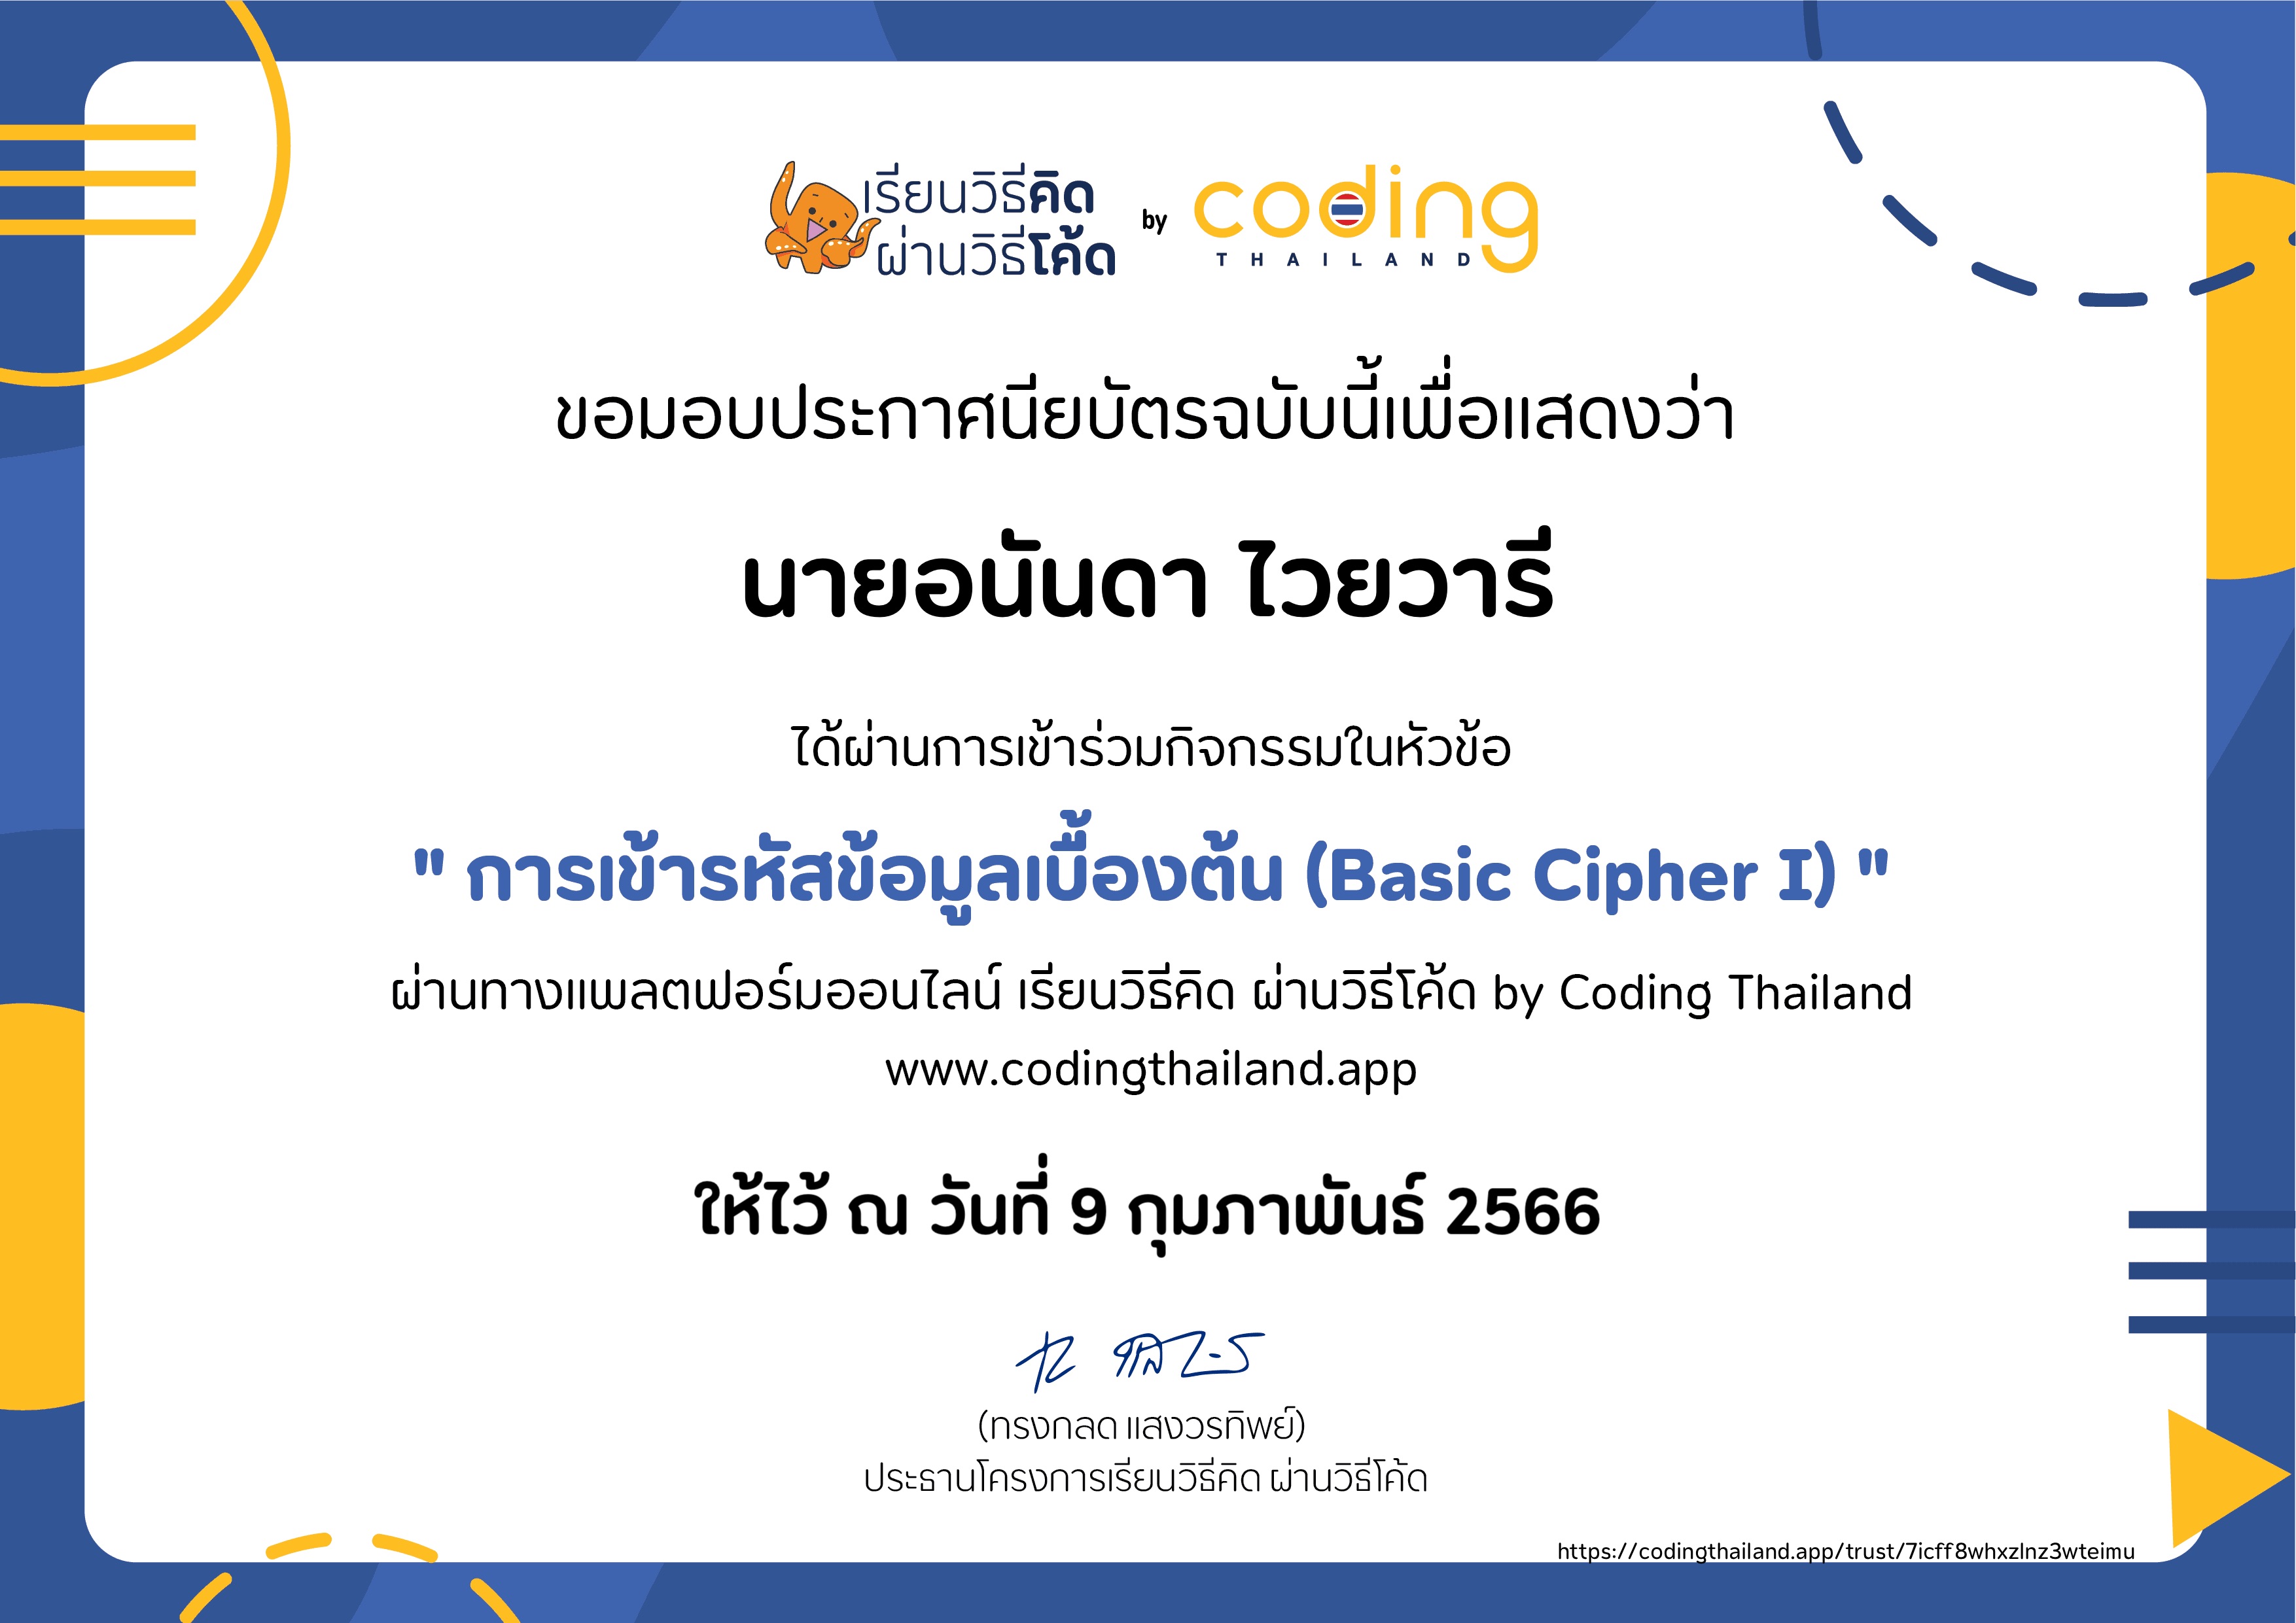 เรียนวิธีคิด
ผ่านวิธีโค้ด
by
coding
THAILAND
ขอมอบประกาศนียบัตรฉบับนี้เพื่อแสดงว่า
นายอนันดา ไวยวารี
ได้ผ่านการเข้าร่วมกิจกรรมในหัวข้อ
" การเข้ารหัสข้อมูลเบื้องต้น (Basic Cipher I) "
ผ่านทางแพลตฟอร์มออนไลน์ เรียนวิธีคิด ผ่านวิธีโค้ด by Coding Thailand
www.codingthailand.app
ให้ไว้ ณ วันที่ 9 กุมภาพันธ์ 2566
(ทรงกลด แสงวรทิพย์)
ประธานโครงการเรียนวิธีคิด ผ่านวิธีโค้ด
https://codingthailand.app/trust/7icff8whxzlnz3wteimu